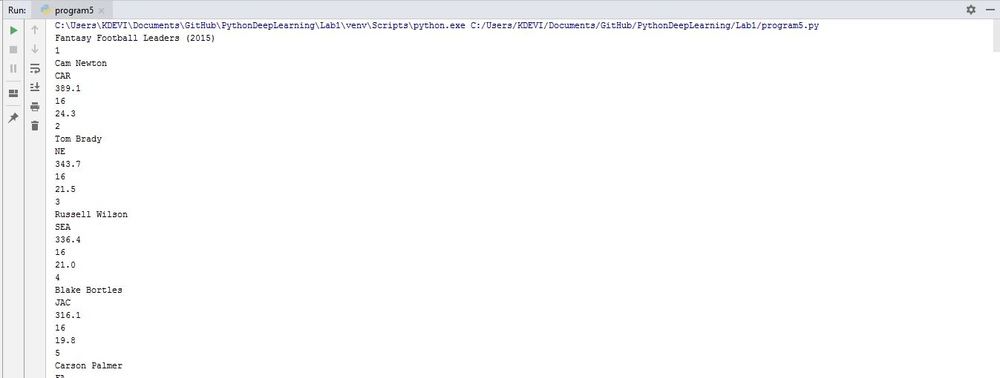 Run: program5
C:\Users\KDEVI\Documents\GitHub\PythonDeepLearning\Lab1\venv\Scripts\python.exe C:/Users/KDEVI/Documents/GitHub/PythonDeepLearning/Lab1/program5.py
Fantasy Football Leaders (2015)
1
Cam Newton
CAR
389.1
16
24.3
2
Tom Brady
NE
343.7
16
21.5
3
Russell Wilson
SEA
336.4
16
21.0
4
Blake Bortles
JAC
316.1
16
19.8
5
Carson Palmer